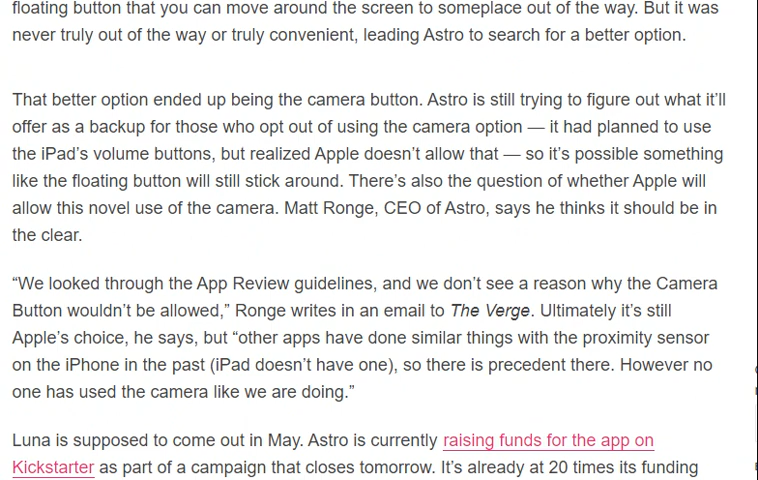 floating button that you can move around the screen to someplace out of the way. But it was
never truly out of the way or truly convenient, leading Astro to search for a better option.
That better option ended up being the camera button. Astro is still trying to figure out what it’ll
offer as a backup for those who opt out of using the camera option — it had planned to use
the iPad’s volume buttons, but realized Apple doesn’t allow that — so it’s possible something
like the floating button will still stick around. There’s also the question of whether Apple will
allow this novel use of the camera. Matt Ronge, CEO of Astro, says he thinks it should be in
the clear.
“We looked through the App Review guidelines, and we don’t see a reason why the Camera
Button wouldn’t be allowed,” Ronge writes in an email to The Verge. Ultimately it’s still
Apple’s choice, he says, but “other apps have done similar things with the proximity sensor
on the iPhone in the past (iPad doesn’t have one), so there is precedent there. However no
one has used the camera like we are doing.”
Luna is supposed to come out in May. Astro is currently raising funds for the app on
Kickstarter as part of a campaign that closes tomorrow. It’s already at 20 times its funding